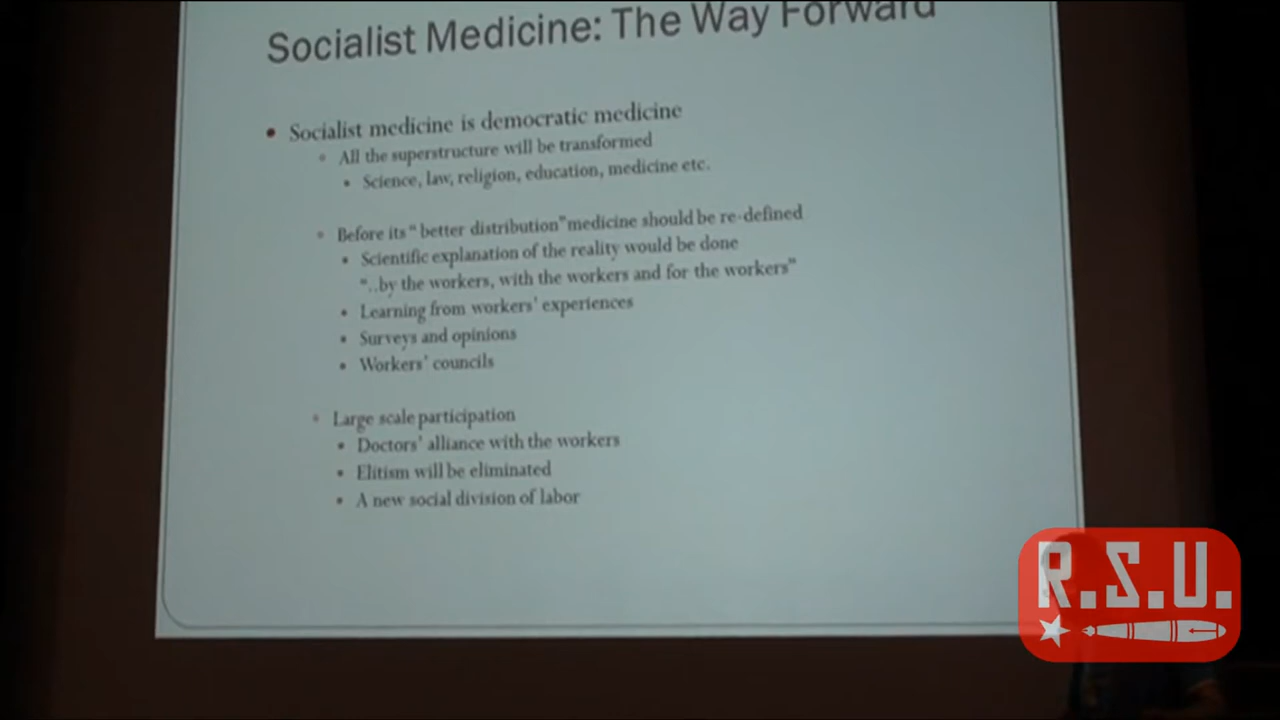 Socialist Medicine: The Way Forward
• Socialist medicine is democratic medicine
• All the superstructure will be transformed
• Science, law, religion, education, medicine etc.
• Before its “ better distribution” medicine should be re-defined
• Scientific explanation of the reality would be done
“..by the workers, with the workers and for the workers”
• Learning from workers’ experiences
• Surveys and opinions
• Workers’ councils
• Large scale participation
• Doctors’ alliance with the workers
• Elitism will be eliminated
• A new social division of labor
R.S.U.